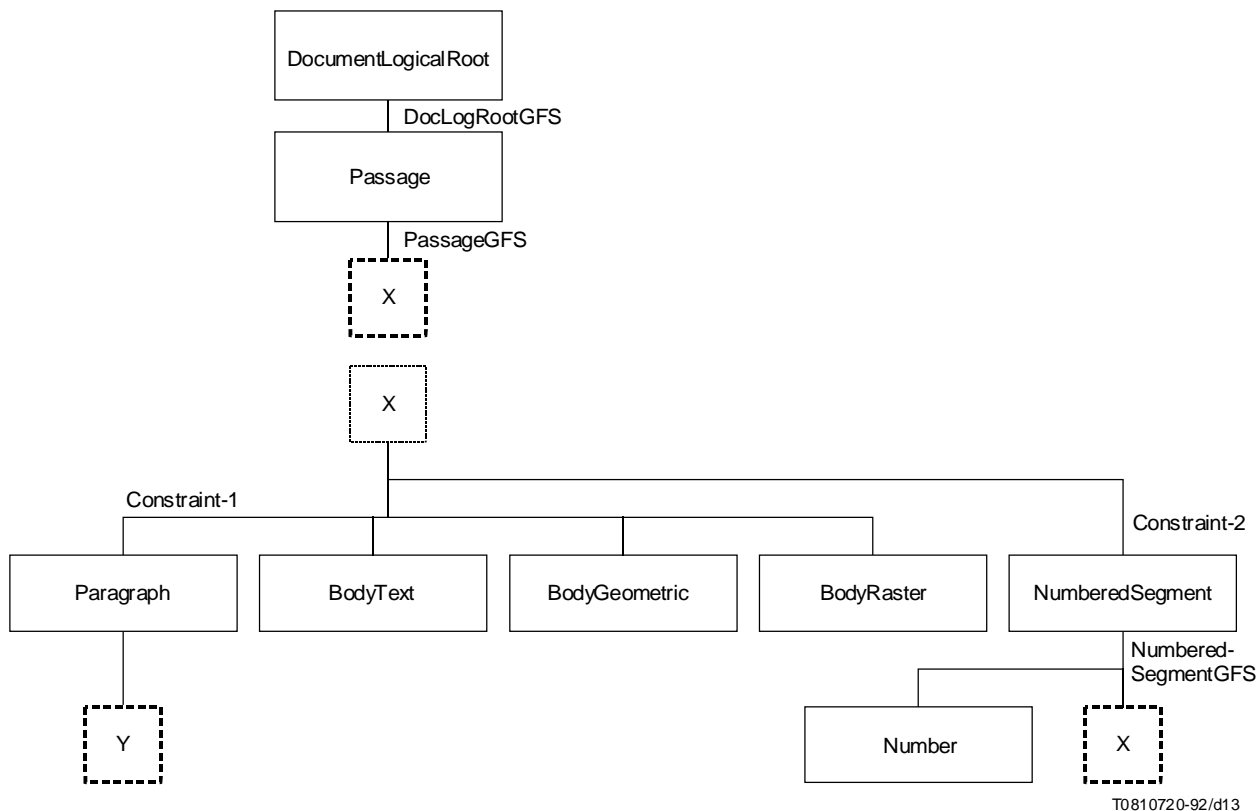 DocumentLogicalRoot
DocLogRootGFS
Passage
PassageGFS
X
X
Constraint-1
Constraint-2
Paragraph
BodyText
BodyGeometric
BodyRaster
NumberedSegment
Numbered-
SegmentGFS
Y
Number
X
T0810720-92/d13